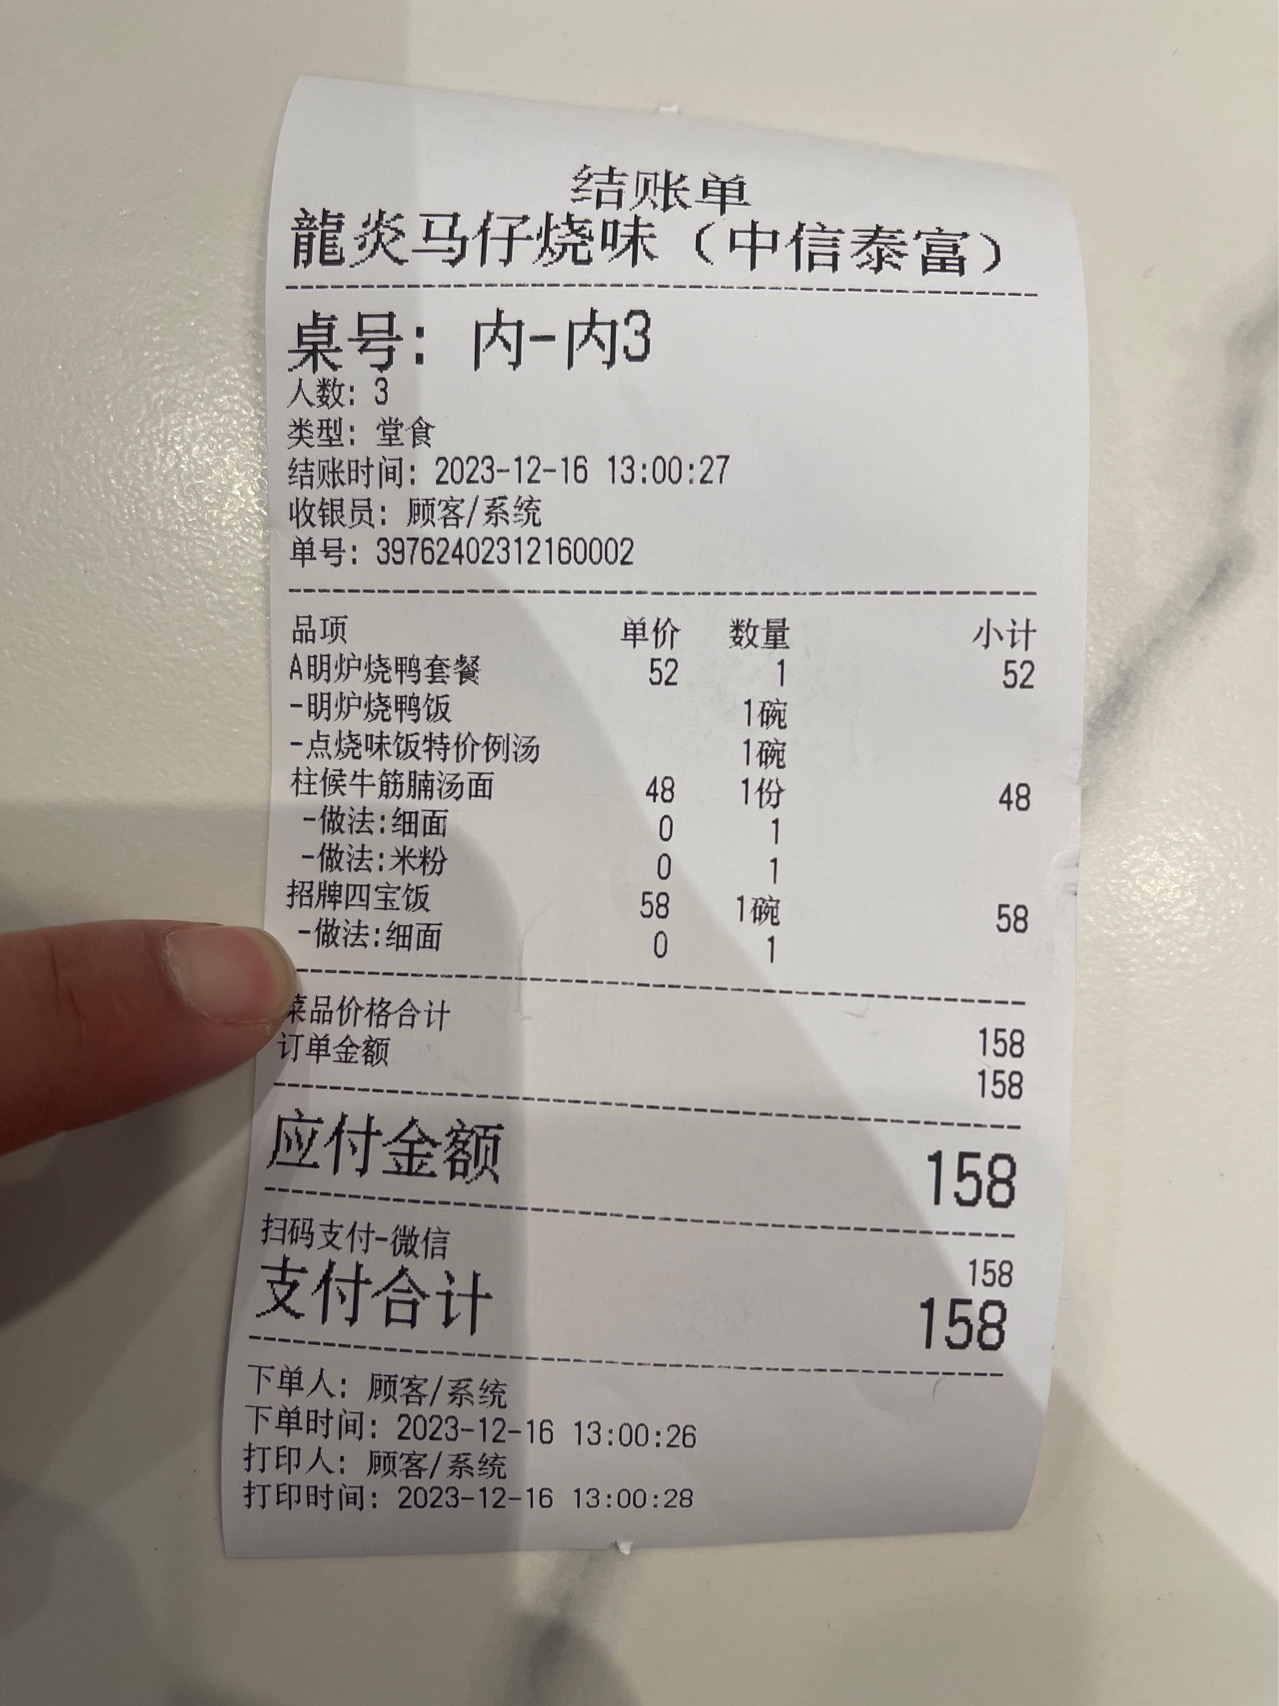 结账单
龍炎马仔烧味（中信泰富）
桌号: 内-内3
人数: 3
类型: 堂食
结账时间: 2023-12-16 13:00:27
收银员: 顾客/系统
单号: 39762402312160002
品项 单价 数量 小计
A明炉烧鸭套餐 52 1 52
-明炉烧鸭饭 1碗
-点烧味饭特价例汤 1碗
柱候牛筋腩汤面 48 1份 48
-做法:细面 0 1
-做法:米粉 0 1
招牌四宝饭 58 1碗 58
-做法:细面 0 1
菜品价格合计 158
订单金额 158
应付金额 158
扫码支付-微信 158
支付合计 158
下单人: 顾客/系统
下单时间: 2023-12-16 13:00:26
打印人: 顾客/系统
打印时间: 2023-12-16 13:00:28